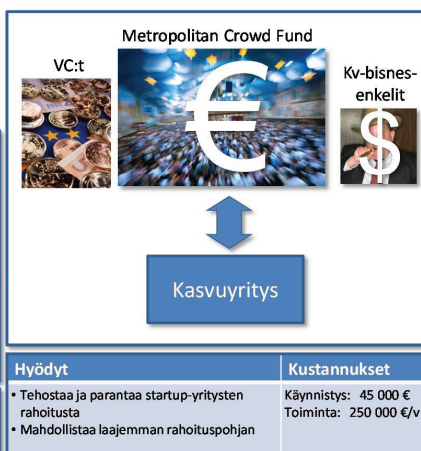 Metropolitan Crowd Fund
VC:t
Kv-bisnes-
enkelit
€
$
Kasvuyritys
Hyödyt
Kustannukset
• Tehostaa ja parantaa startup-yritysten
rahoitusta
• Mahdollistaa laajemman rahoituspohjan
Käynnistys: 45 000 €
Toiminta: 250 000 €/v